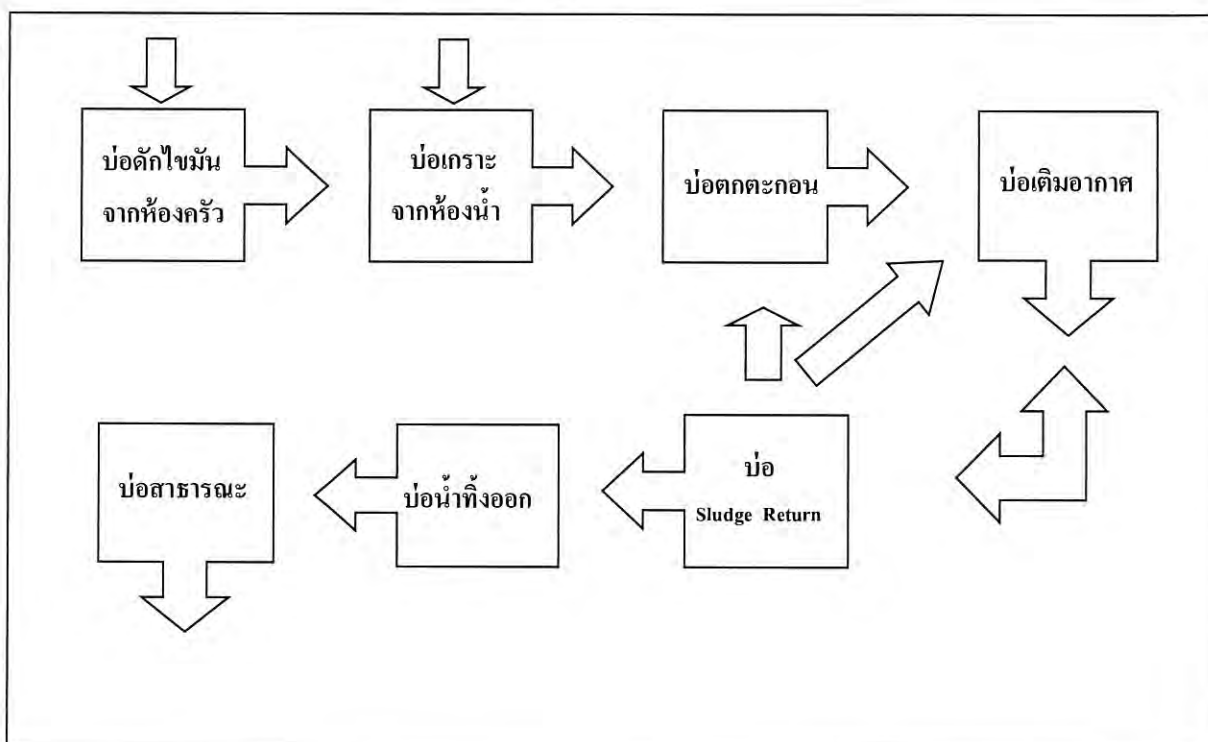 บ่อดักไขมัน
จากห้องครัว
บ่อเกราะ
จากห้องน้ำ
บ่อตกตะกอน
บ่อเติมอากาศ
บ่อสาธารณะ
บ่อน้ำทิ้งออก
บ่อ
Sludge Return